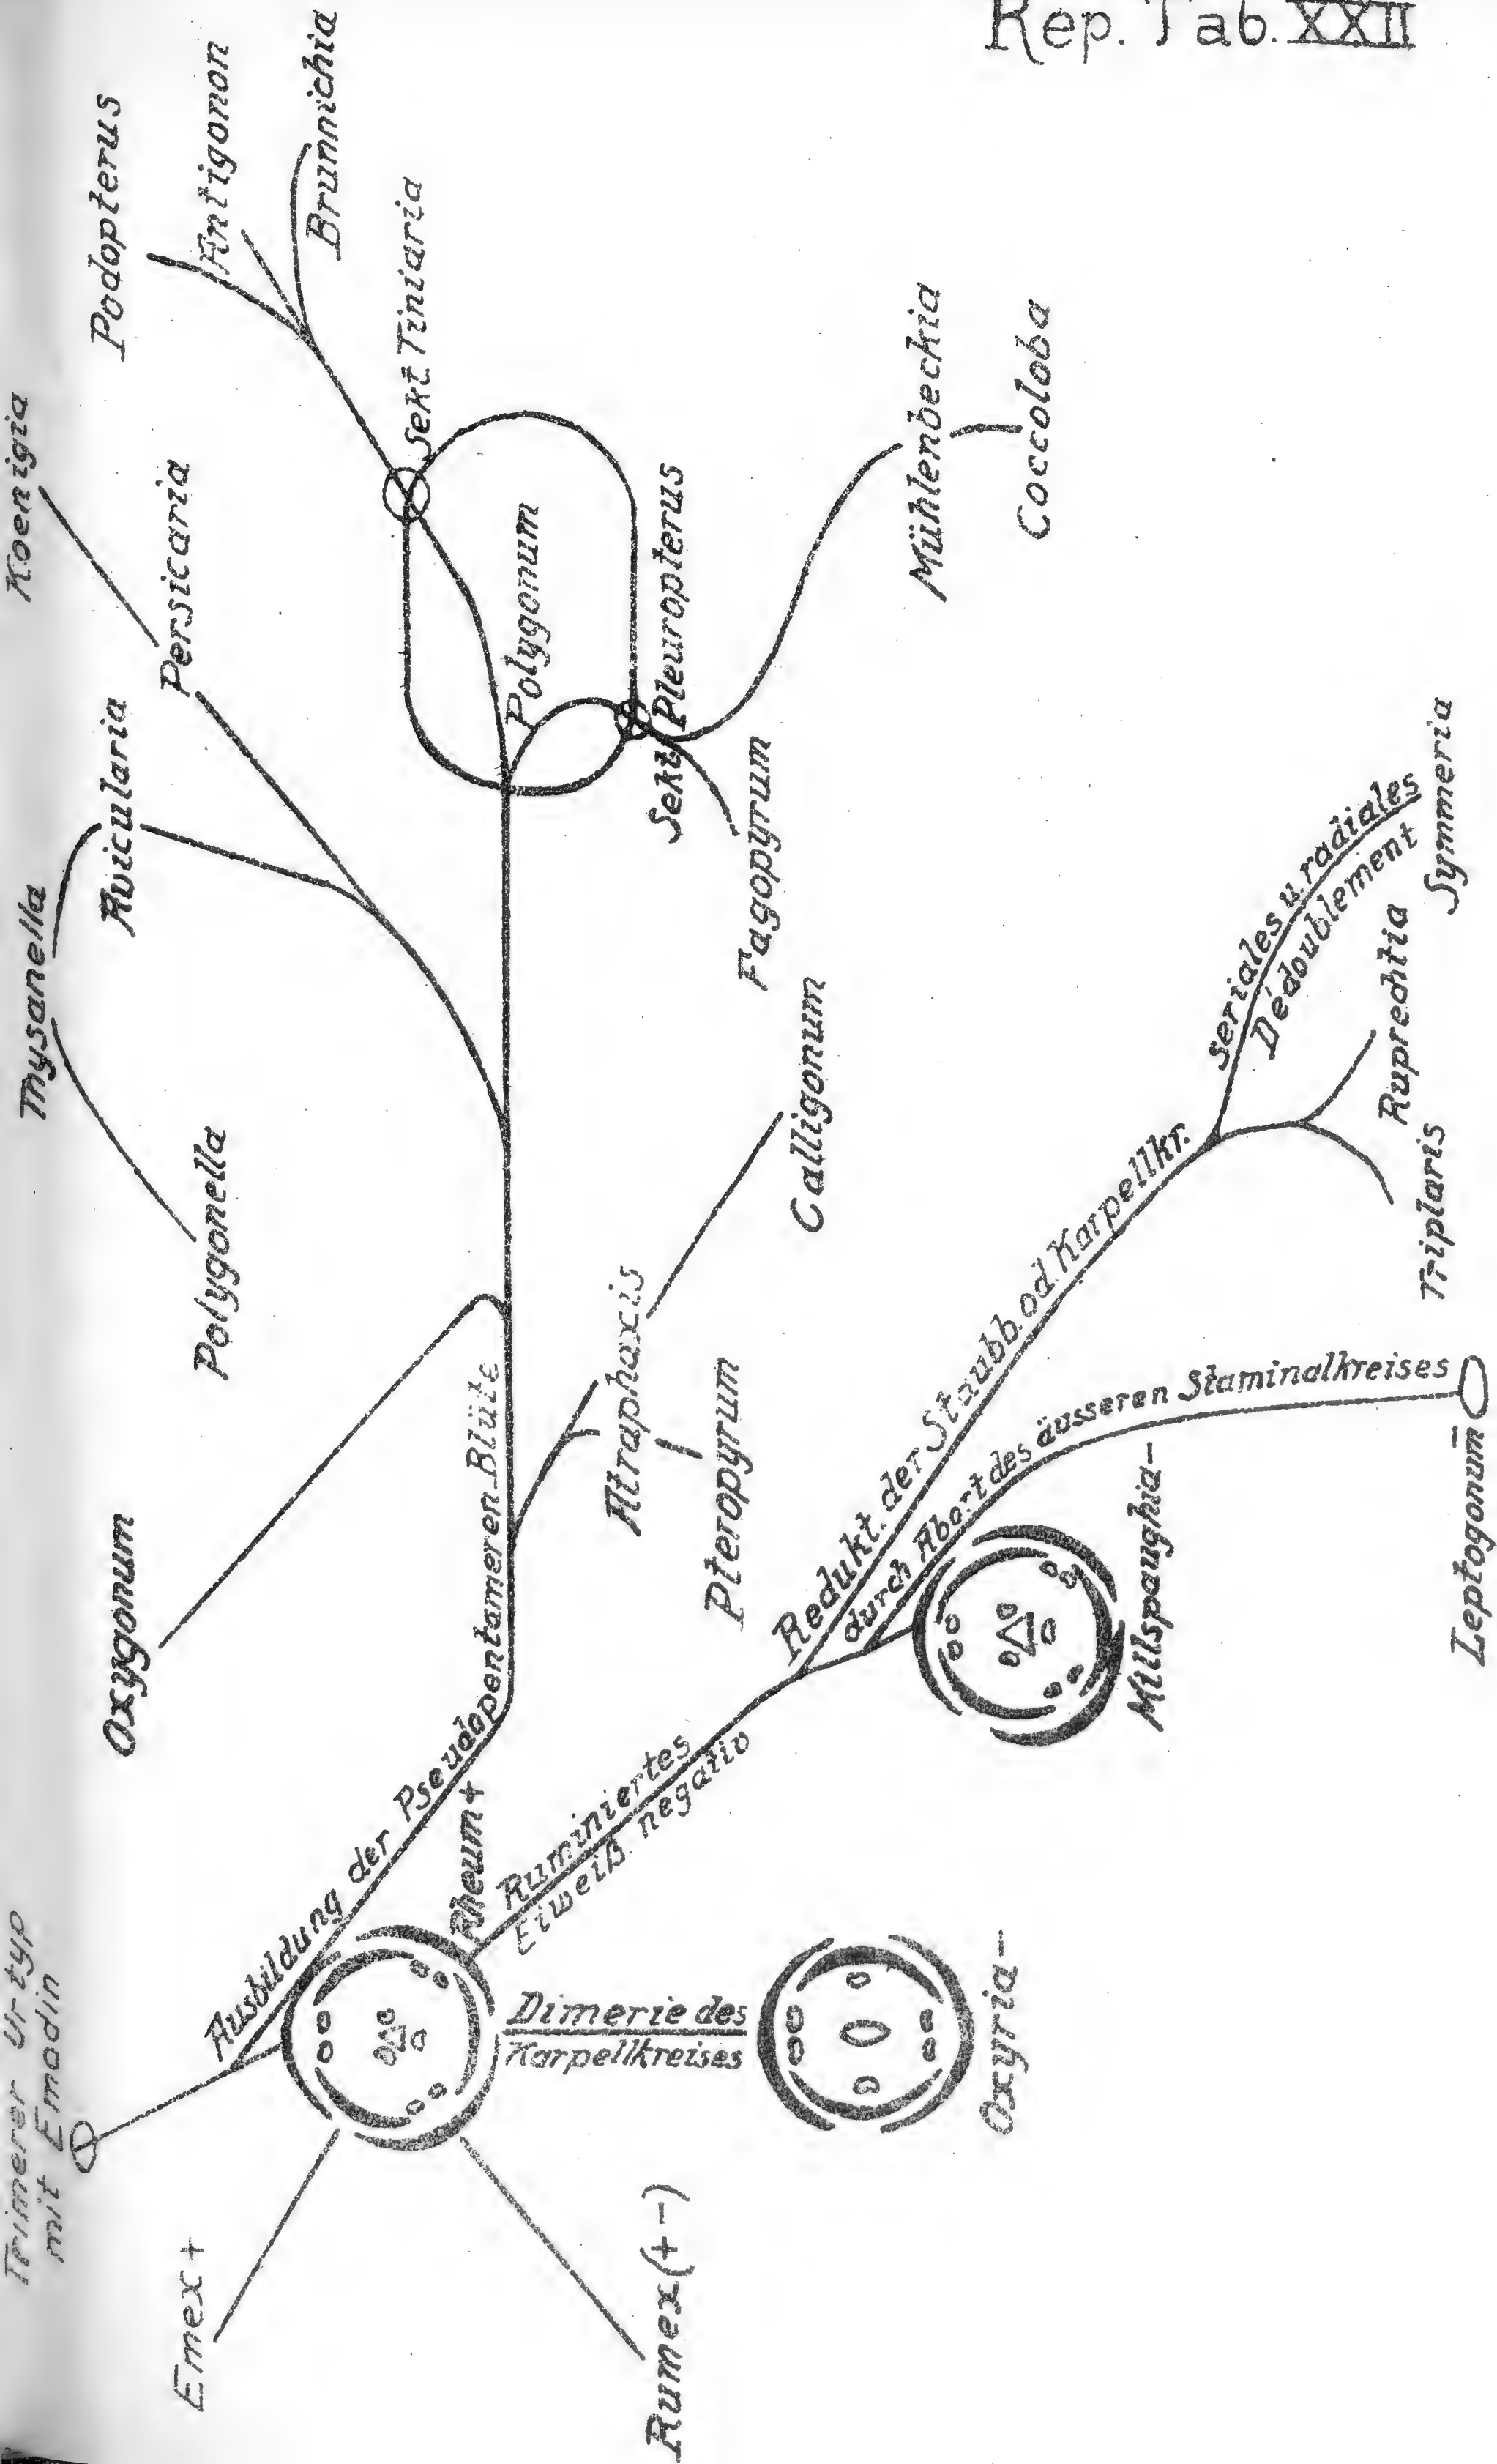 Rep. Tab. XXII
Trimerer Urtyp
mit Emodin
Emex +
Rumex (+ -)
Ausbildung der Pseudopentameren Blüte
Rheum +
Ruminiertes
Eiweiß negativ
Dimerie des
Karpellkreises
Oxyria -
Oxygonum
Polygonella
Thysanella
Avicularia
Persicaria
Koenigia
Podopterus
Antigonon
Brunnichia
Sekt Tiniaria
Polygonum
Sekt. Pleuropterus
Fagopyrum
Mühlenbeckia
Coccoloba
Atraphaxis
Pteropyrum
Calligonum
Redukt. der Staubb. od. Karpellkr.
durch Abort des äusseren Staminalkreises
Millspaughia -
Leptogonum -
seriales u. radiales
Dédoublement
Symmeria
Ruprechtia
Triplaris